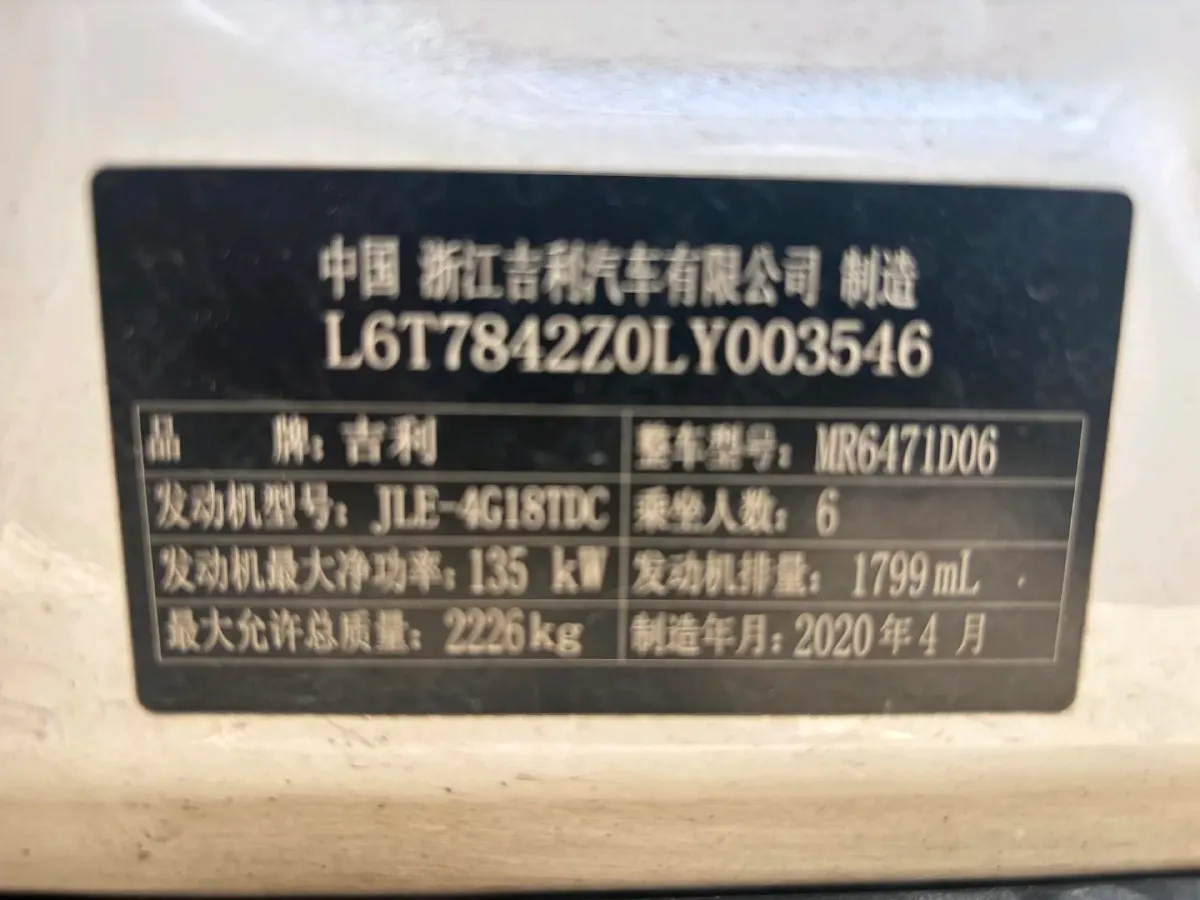 中国 浙江吉利汽车有限公司 制造
L6T7842Z0LY003546
品 牌: 吉利 整车型号: MR6471D06
发动机型号: JLE-4G18TDC 乘坐人数: 6
发动机最大净功率: 135 kW 发动机排量: 1799mL
最大允许总质量: 2226kg 制造年月: 2020年4月